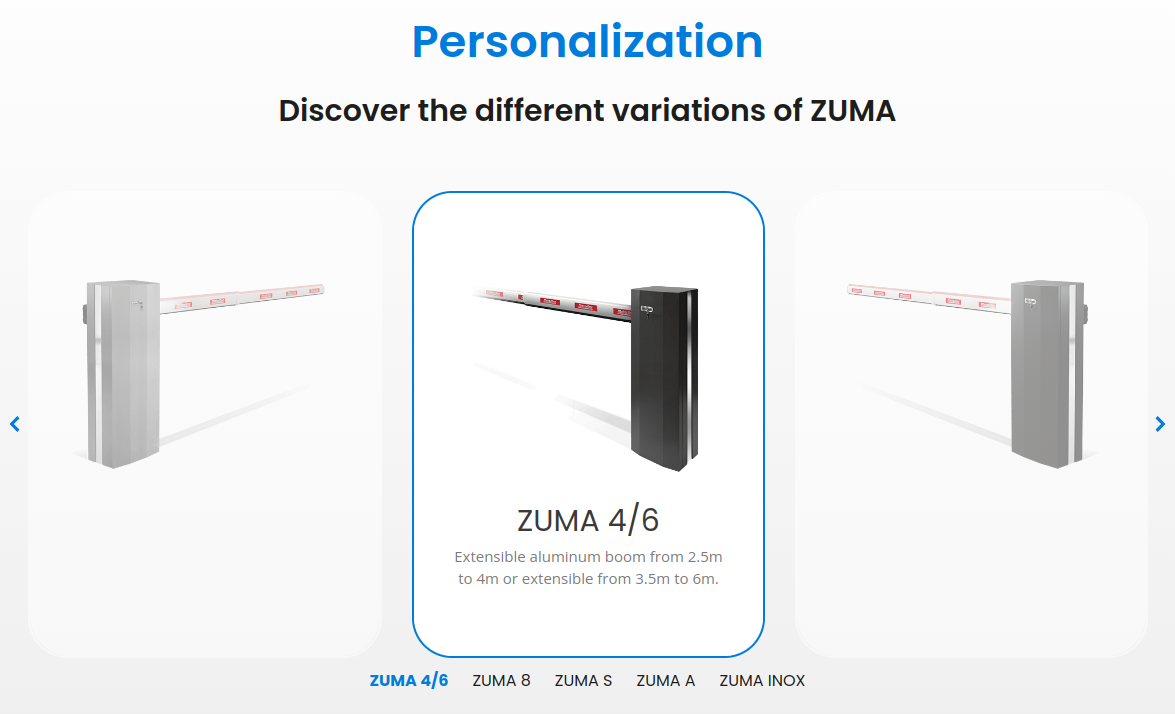 Personalization
Discover the different variations of ZUMA
ZUMA 4/6
Extensible aluminum boom from 2.5m
to 4m or extensible from 3.5m to 6m.
ZUMA 4/6 ZUMA 8 ZUMA S ZUMA A ZUMA INOX